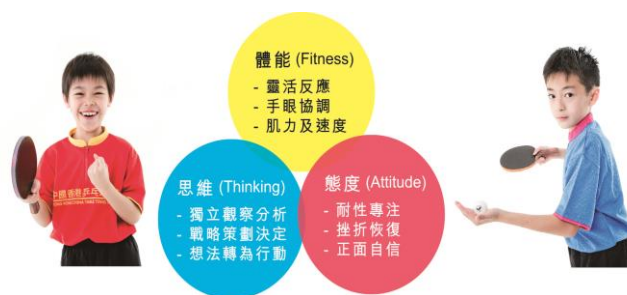 體能 (Fitness)
- 靈活反應
- 手眼協調
- 肌力及速度
思維 (Thinking)
- 獨立觀察分析
- 戰略策劃決定
- 想法轉為行動
態度 (Attitude)
- 耐性專注
- 挫折恢復
- 正面自信